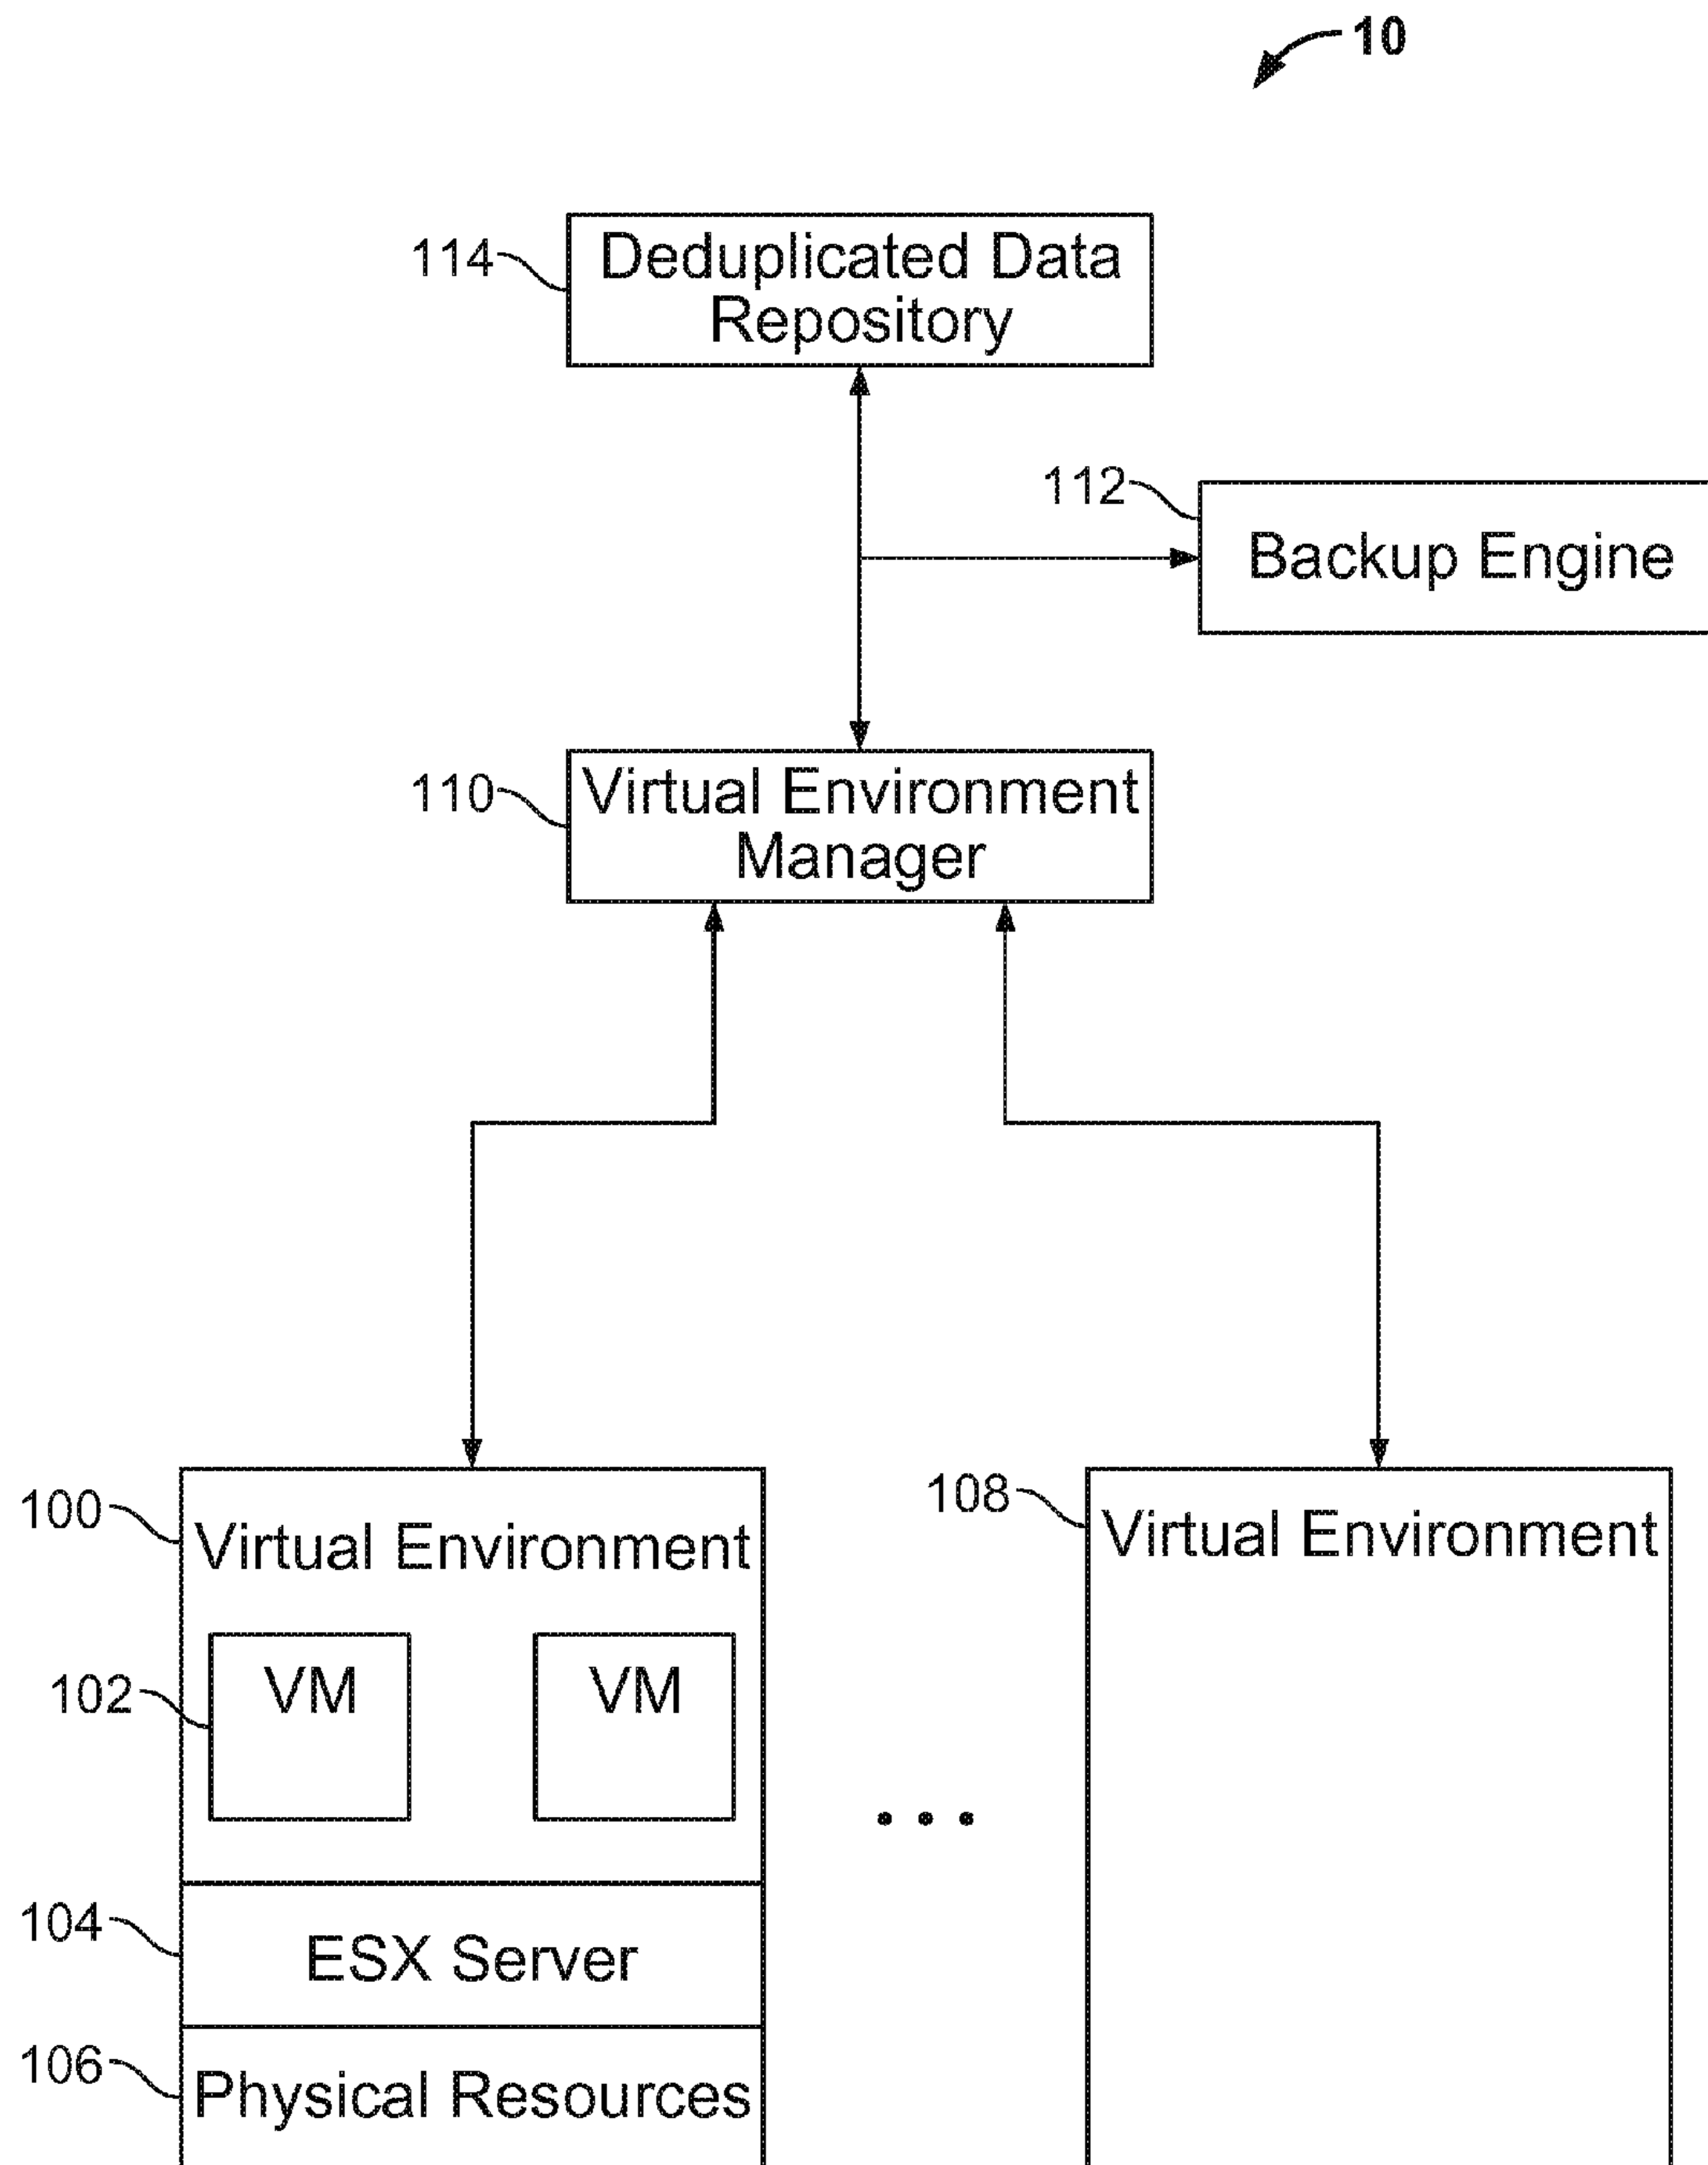 10
114
Deduplicated Data
Repository
112
Backup Engine
110
Virtual Environment
Manager
100
Virtual Environment
108
Virtual Environment
102
VM
VM
104
ESX Server
106
Physical Resources